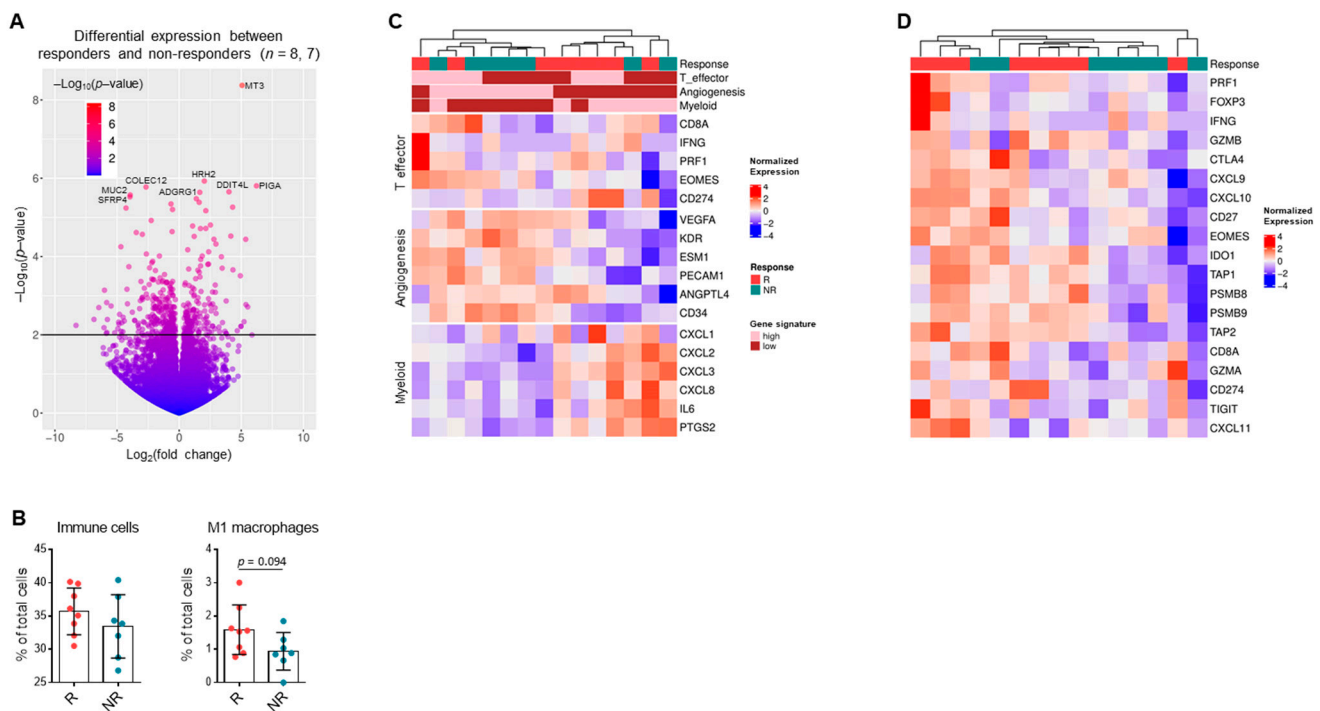 A
Differential expression between
responders and non-responders (n = 8, 7)
−Log10(p−value)
8
6
4
2
MT3
HRH2
COLEC12
DDIT4L
PIGA
MUC2
ADGRG1
SFRP4
−Log10(p−value)
8
6
4
2
0
−10
−5
0
5
10
Log2(fold change)
B
Immune cells
% of total cells
45
40
35
30
25
R
NR
M1 macrophages
p = 0.094
% of total cells
4
3
2
1
0
R
NR
C
Response
T_effector
Angiogenesis
Myeloid
T effector
CD8A
IFNG
PRF1
EOMES
CD274
Angiogenesis
VEGFA
KDR
ESM1
PECAM1
ANGPTL4
CD34
Myeloid
CXCL1
CXCL2
CXCL3
CXCL8
IL6
PTGS2
Normalized
Expression
4
2
0
−2
−4
Response
R
NR
Gene signature
high
low
D
Response
PRF1
FOXP3
IFNG
GZMB
CTLA4
CXCL9
CXCL10
CD27
EOMES
IDO1
TAP1
PSMB8
PSMB9
TAP2
CD8A
GZMA
CD274
TIGIT
CXCL11
Normalized
Expression
4
2
0
−2
−4